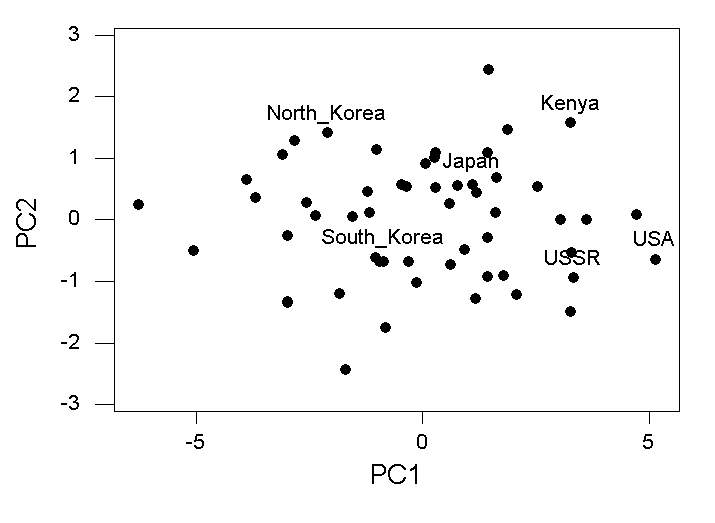 3
2
Kenya
North_Korea
1
Japan
0
South_Korea
USA
USSR
-1
-2
-3
PC2
-5
0
5
PC1